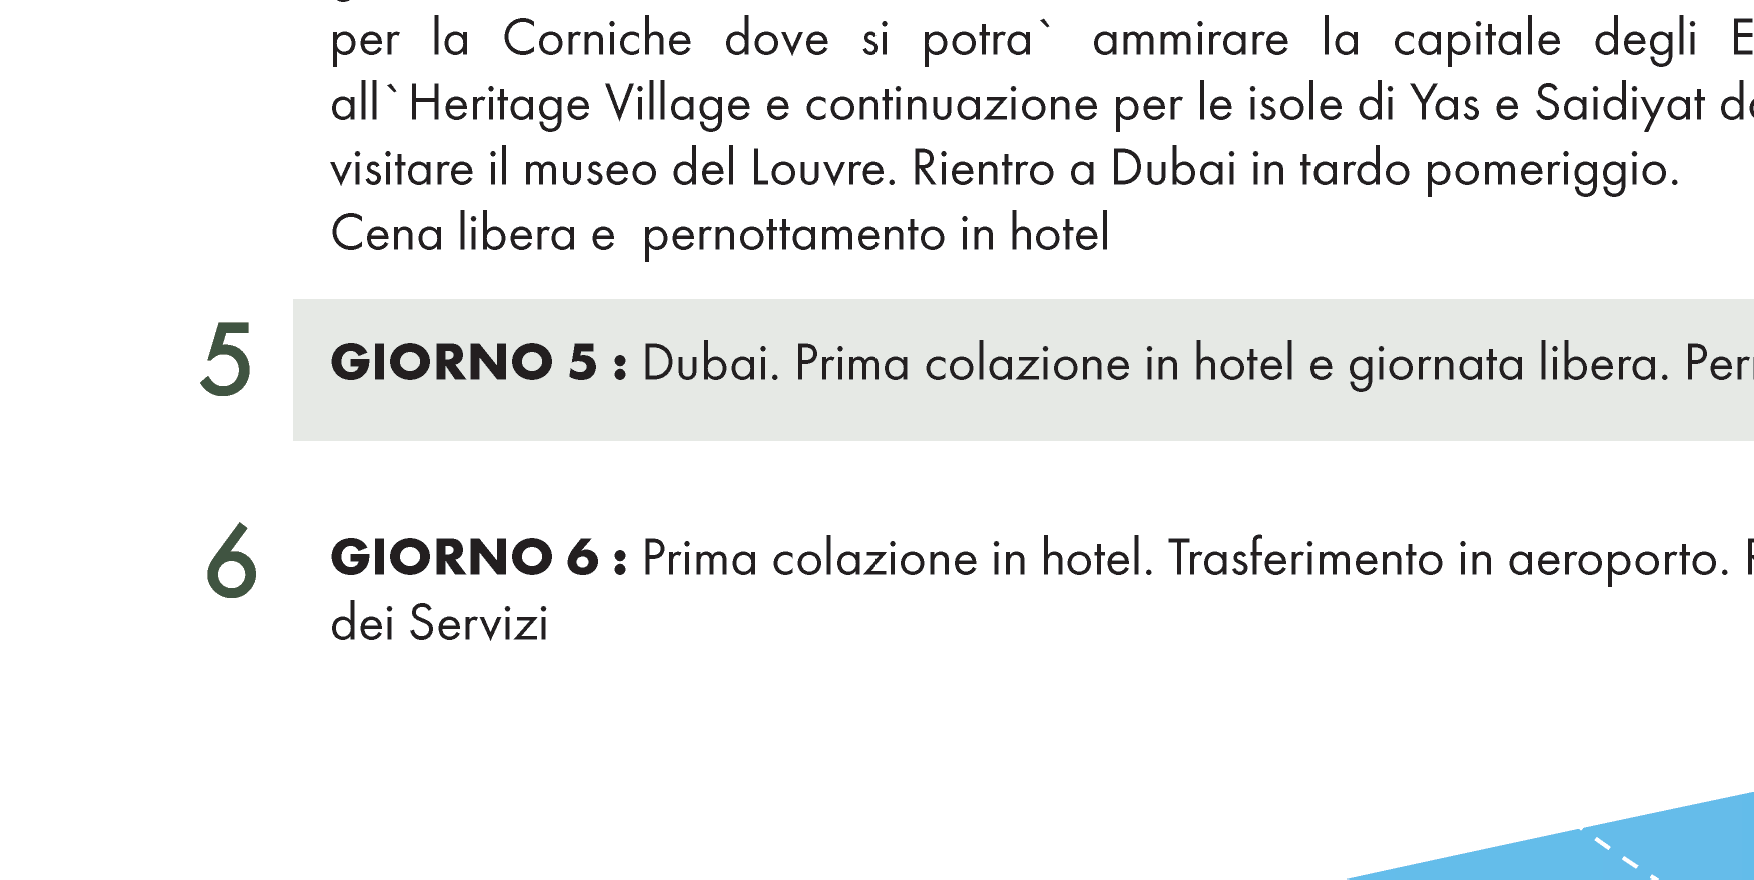 per la Corniche dove si potra` ammirare la capitale degli
all`Heritage Village e continuazione per le isole di Yas e Saidiyat
visitare il museo del Louvre. Rientro a Dubai in tardo pomeriggio.
Cena libera e  pernottamento in hotel
5 GIORNO 5 : Dubai. Prima colazione in hotel e giornata libera.
6 GIORNO 6 : Prima colazione in hotel. Trasferimento in aeroporto.
dei Servizi